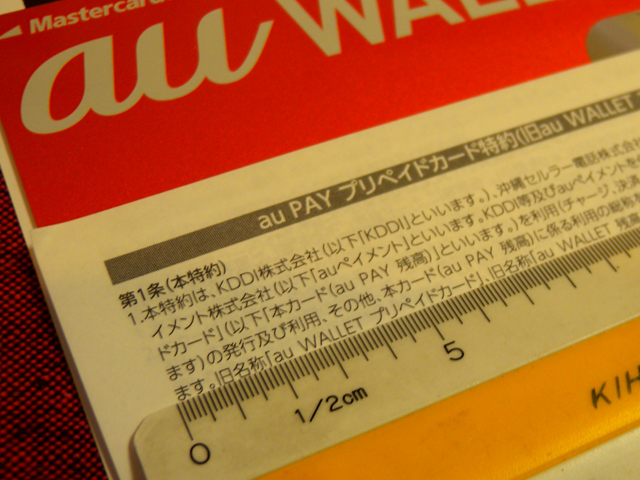 Mastercard
au WALLE
au PAY プリペイドカード特約(旧au WALLET
第1条(本特約)
1.本特約は、KDDI株式会社(以下「KDDI」といいます。)、沖縄セルラー電話株式会社
イメント株式会社(以下「auペイメント」といいます。KDDI等及びauペイメント
ドカード」(以下「本カード(au PAY 残高)」といいます。)を利用(チャージ、決済
ます)の発行及び利用、その他、本カード(au PAY 残高)に係る利用の
ます。旧名称「au WALLET プリペイドカード」、旧名称「au WALLET 残
0 1/2cm 5
KIH